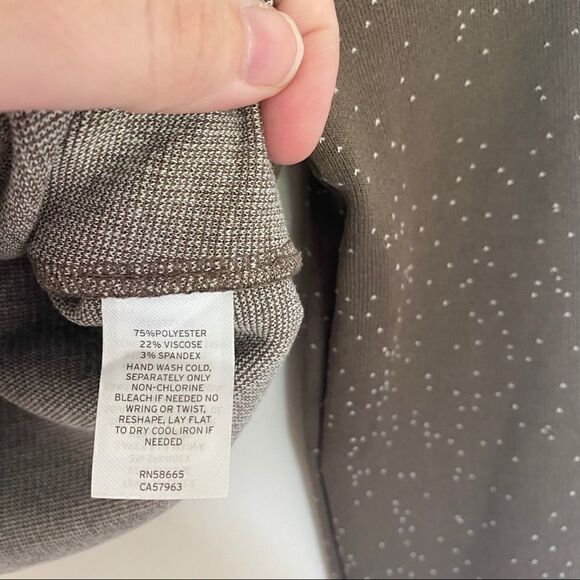 75%POLYESTER
22% VISCOSE
3% SPANDEX
HAND WASH COLD,
SEPARATELY ONLY
NON-CHLORINE
BLEACH IF NEEDED NO
WRING OR TWIST,
RESHAPE, LAY FLAT
TO DRY COOL IRON IF
NEEDED
RN58665
CA57963